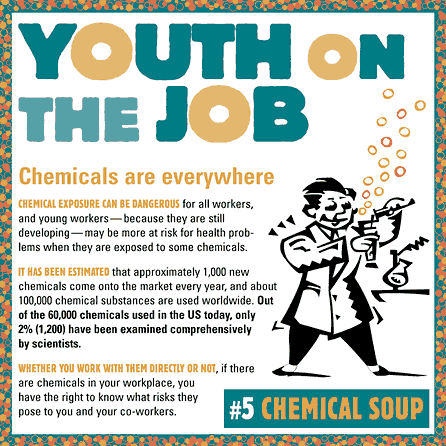 YOUTH ON
THE JOB
Chemicals are everywhere
CHEMICAL EXPOSURE CAN BE DANGEROUS for all workers,
and young workers — because they are still
developing — may be more at risk for health prob-
lems when they are exposed to some chemicals.
IT HAS BEEN ESTIMATED that approximately 1,000 new
chemicals come onto the market every year, and about
100,000 chemical substances are used worldwide. Out
of the 60,000 chemicals used in the US today, only
2% (1,200) have been examined comprehensively
by scientists.
WHETHER YOU WORK WITH THEM DIRECTLY OR NOT, if there
are chemicals in your workplace, you
have the right to know what risks they
pose to you and your co-workers.
#5 CHEMICAL SOUP